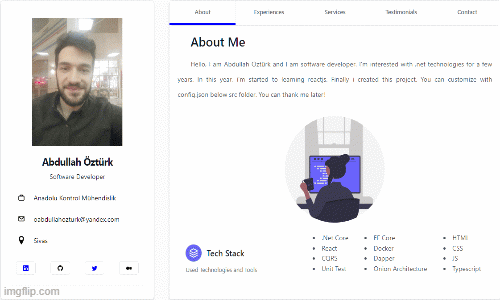 About
Experiences
Services
Testimonials
Contact
About Me
Hello, I am Abdullah Öztürk and I am software developer. I'm interested with .net technologies for a few
years. In this year, i'm started to learning reactjs. Finally i created this project. You can customize with
config.json below src folder. You can thank me later!
Abdullah Öztürk
Software Developer
Anadolu Kontrol Mühendislik
oabdullahozturk@yandex.com
Sivas
Tech Stack
Used Technologies and Tools
.Net Core
React
CQRS
Unit Test
EF Core
Docker
Dapper
Onion Architecture
HTML
CSS
JS
Typescript
imgflip.com